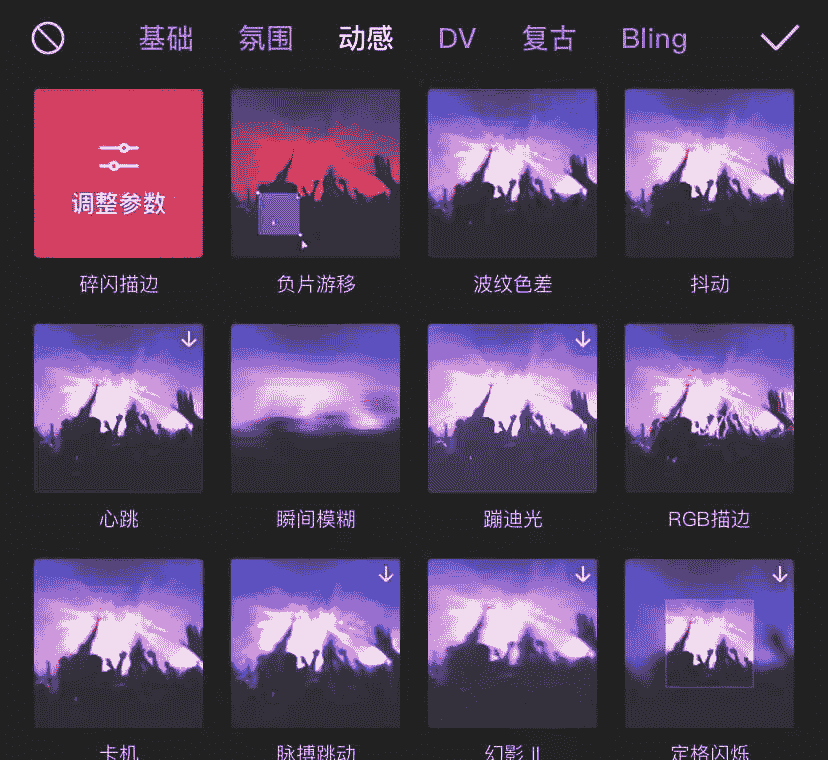 基础 氛围 动感 DV 复古 Bling
调整参数
碎闪描边 负片游移 波纹色差 抖动
心跳 瞬间模糊 蹦迪光 RGB描边
卡机 脉搏跳动 幻影 II 定格闪烁